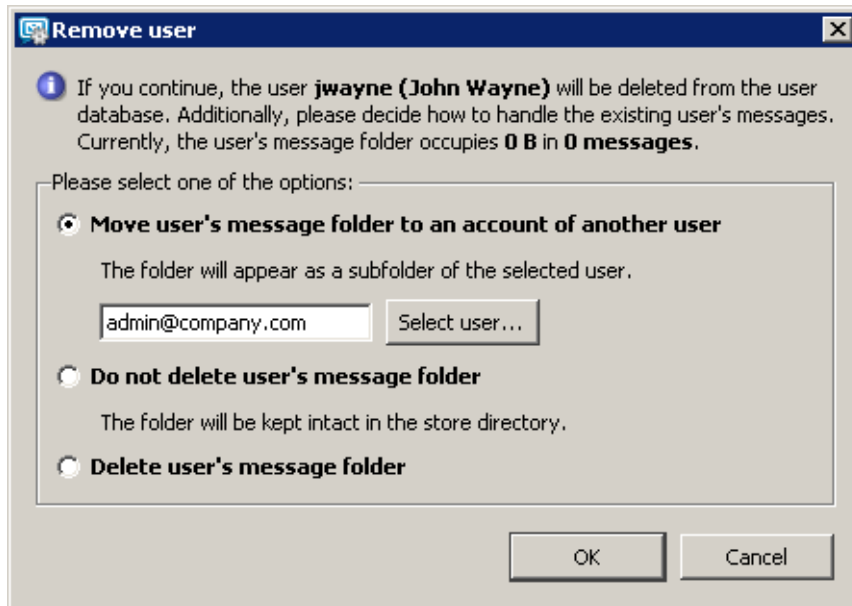 Remove user
If you continue, the user jwayne (John Wayne) will be deleted from the user
database. Additionally, please decide how to handle the existing user's messages.
Currently, the user's message folder occupies 0 B in 0 messages.
Please select one of the options:
Move user's message folder to an account of another user
The folder will appear as a subfolder of the selected user.
admin@company.com Select user...
Do not delete user's message folder
The folder will be kept intact in the store directory.
Delete user's message folder
OK Cancel